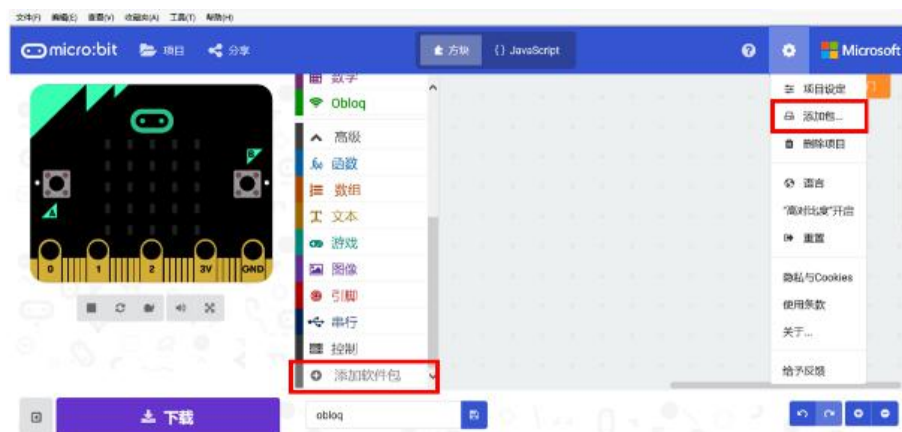 文件(F) 编辑(E) 查看(V) 收藏夹(A) 工具(T) 帮助(H)
micro:bit 项目 分享 方块 {} JavaScript ? Microsoft
数学
Obloq
高级
函数
数组
文本
游戏
图像
引脚
串行
控制
添加软件包
项目设定
添加包...
删除项目
语言
"高对比度"开启
重置
隐私与Cookies
使用条款
关于...
给予反馈
A
B
0 1 2 3V GND
下载
obloq